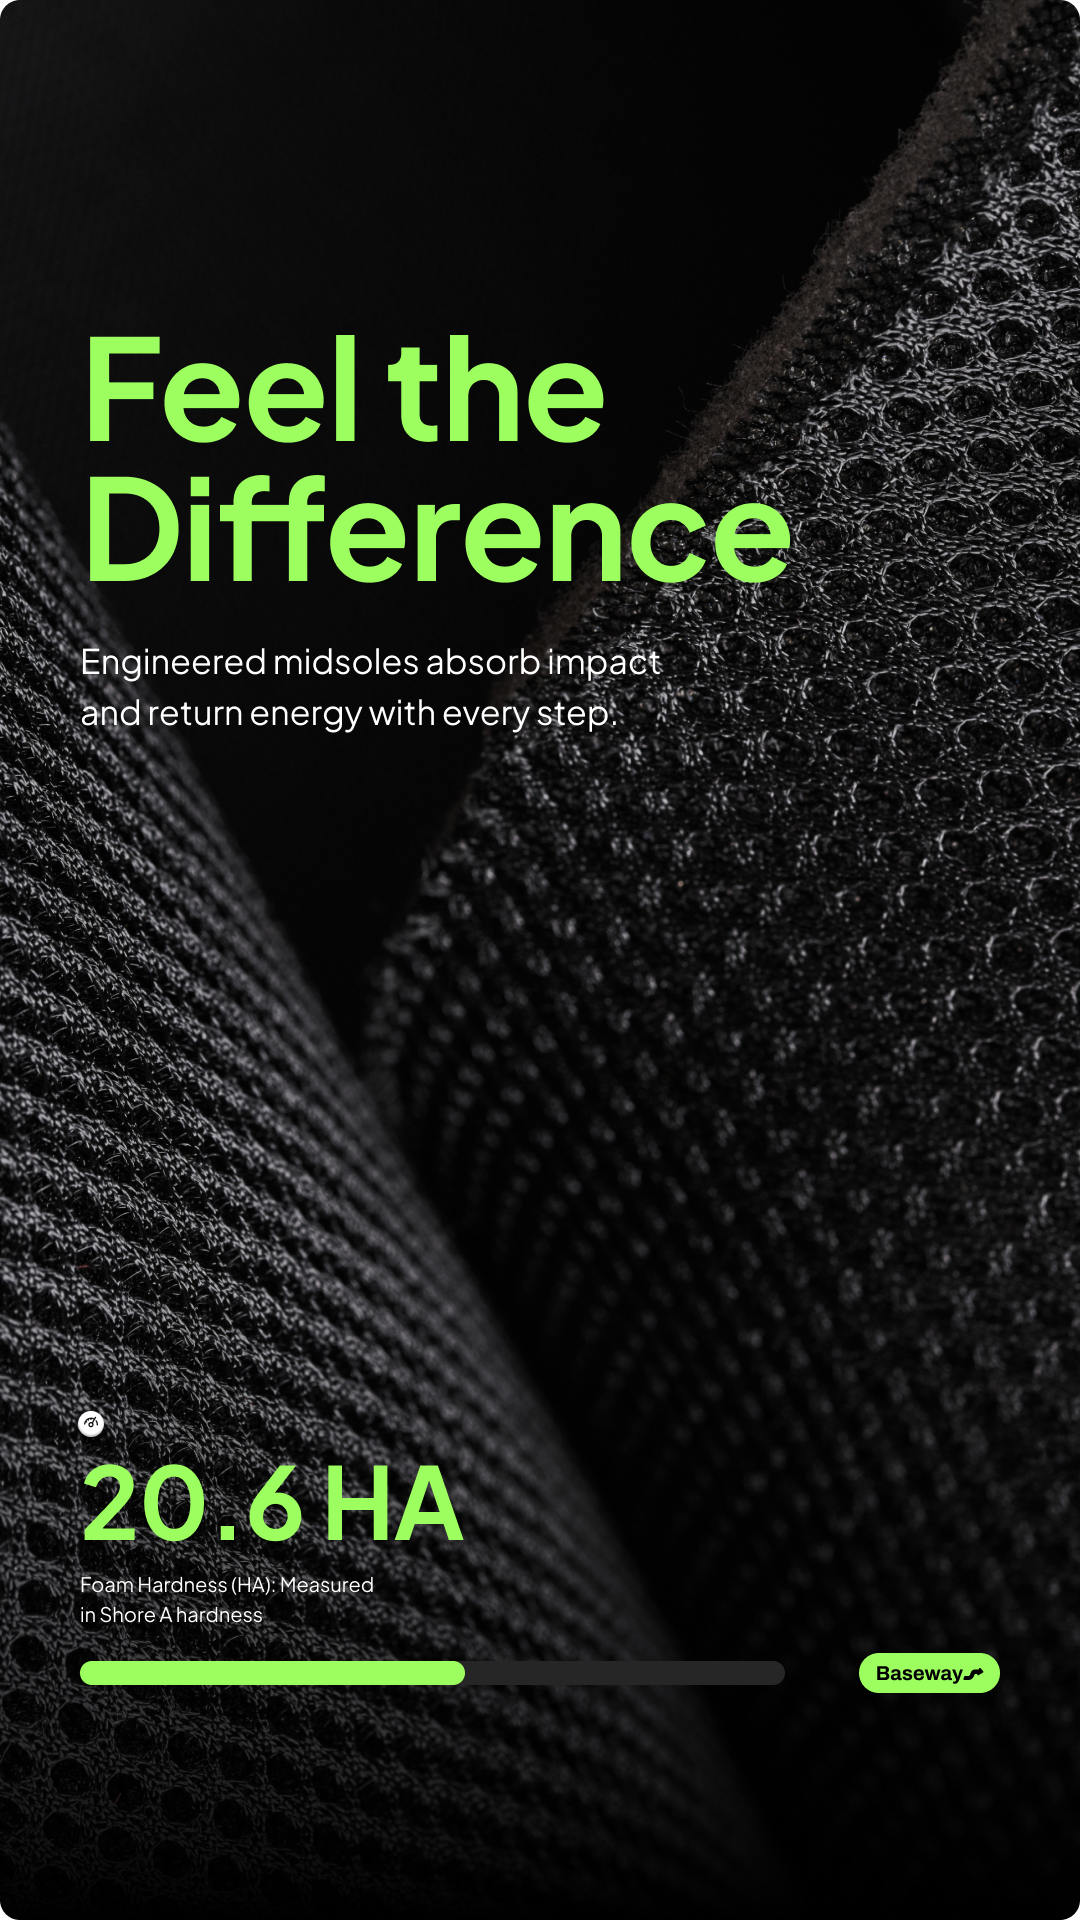 Feel the
Difference
Engineered midsoles absorb impact
and return energy with every step.
20.6 HA
Foam Hardness (HA): Measured
in Shore A hardness
Baseway